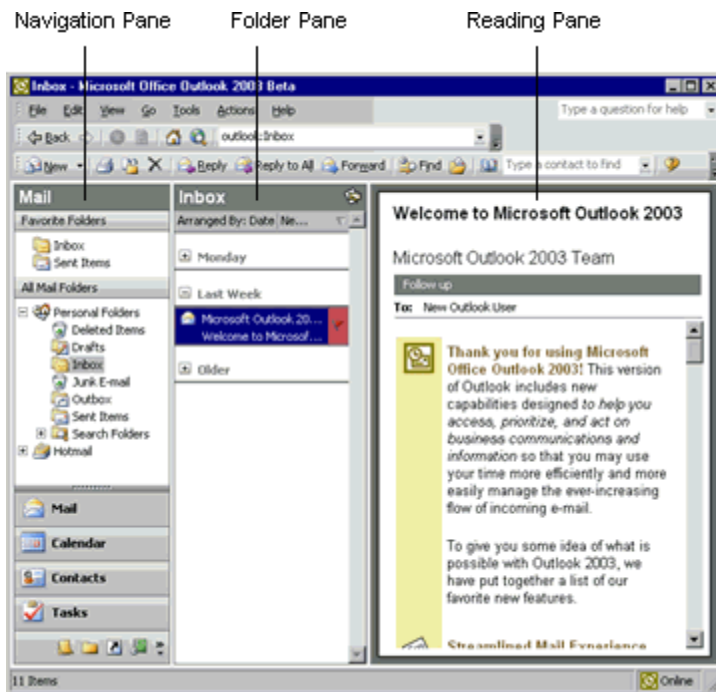 Navigation Pane Folder Pane Reading Pane
Inbox - Microsoft Office Outlook 2003 Beta
File Edit View Go Tools Actions Help Type a question for help
Back outlook:Inbox
New Reply Reply to All Forward Find Type a contact to find
Mail
Favorite Folders
Inbox
Sent Items
All Mail Folders
Personal Folders
Deleted Items
Drafts
Inbox
Junk E-mail
Outbox
Sent Items
Search Folders
Hotmail
Mail
Calendar
Contacts
Tasks
Inbox
Arranged By: Date Ne...
Monday
Last Week
Microsoft Outlook 20...
Welcome to Microsof...
Older
Welcome to Microsoft Outlook 2003
Microsoft Outlook 2003 Team
Follow up
To: New Outlook User
Thank you for using Microsoft
Office Outlook 2003! This version
of Outlook includes new
capabilities designed to help you
access, prioritize, and act on
business communications and
information so that you may use
your time more efficiently and more
easily manage the ever-increasing
flow of incoming e-mail.
To give you some idea of what is
possible with Outlook 2003, we
have put together a list of our
favorite new features.
Streamlined Mail Experience
11 Items Online